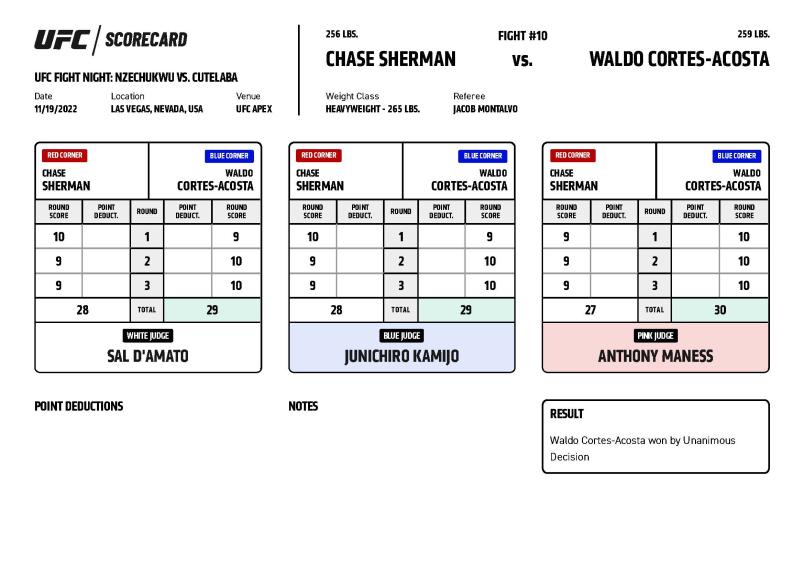 UFC / SCORECARD
UFC FIGHT NIGHT: NZECHUKWU VS. CUTELABA
Date Location Venue
11/19/2022 LAS VEGAS, NEVADA, USA UFC APEX
256 LBS. FIGHT #10 259 LBS.
CHASE SHERMAN VS. WALDO CORTES-ACOSTA
Weight Class Referee
HEAVYWEIGHT - 265 LBS. JACOB MONTALVO
RED CORNER BLUE CORNER
CHASE WALDO
SHERMAN CORTES-ACOSTA
ROUND POINT ROUND POINT ROUND
SCORE DEDUCT. DEDUCT. SCORE
10 1 9
9 2 10
9 3 10
28 TOTAL 29
WHITE JUDGE
SAL D'AMATO
RED CORNER BLUE CORNER
CHASE WALDO
SHERMAN CORTES-ACOSTA
ROUND POINT ROUND POINT ROUND
SCORE DEDUCT. DEDUCT. SCORE
10 1 9
9 2 10
9 3 10
28 TOTAL 29
BLUE JUDGE
JUNICHIRO KAMIJO
RED CORNER BLUE CORNER
CHASE WALDO
SHERMAN CORTES-ACOSTA
ROUND POINT ROUND POINT ROUND
SCORE DEDUCT. DEDUCT. SCORE
9 1 10
9 2 10
9 3 10
27 TOTAL 30
PINK JUDGE
ANTHONY MANESS
POINT DEDUCTIONS
NOTES
RESULT
Waldo Cortes-Acosta won by Unanimous
Decision